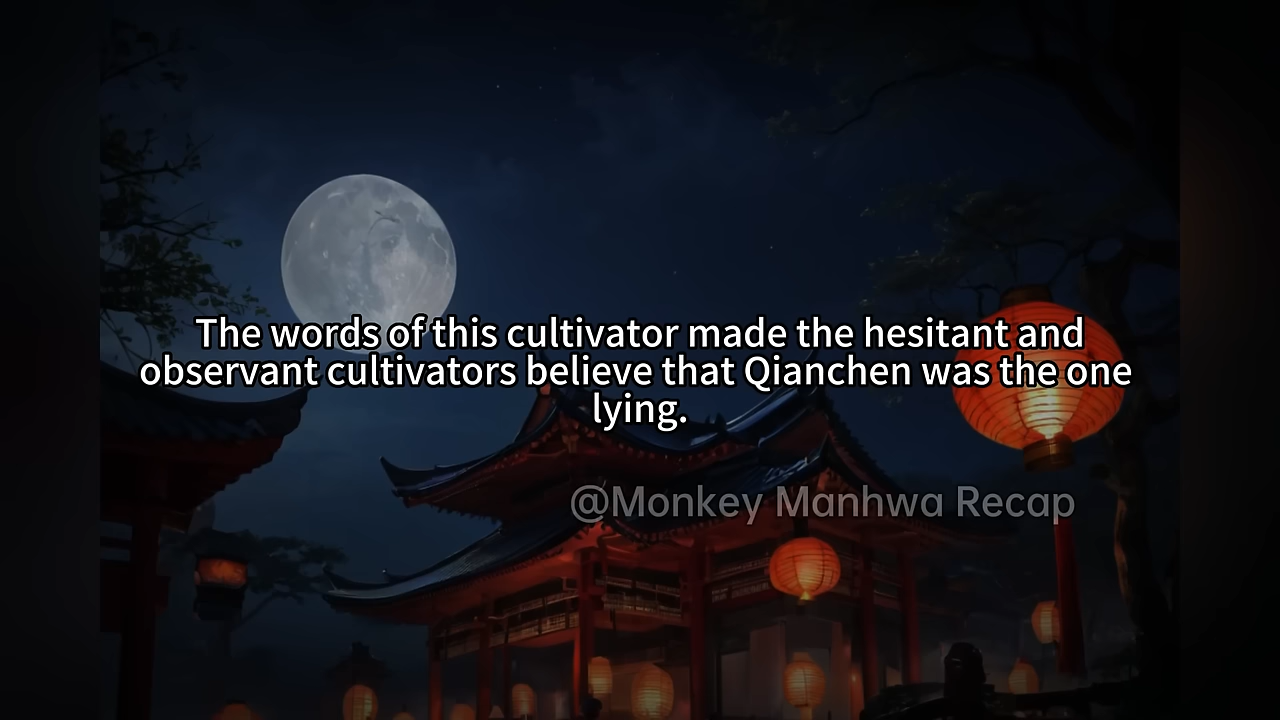 The words of this cultivator made the hesitant and
observant cultivators believe that Qianchen was the one
lying.
@Monkey Manhwa Recap